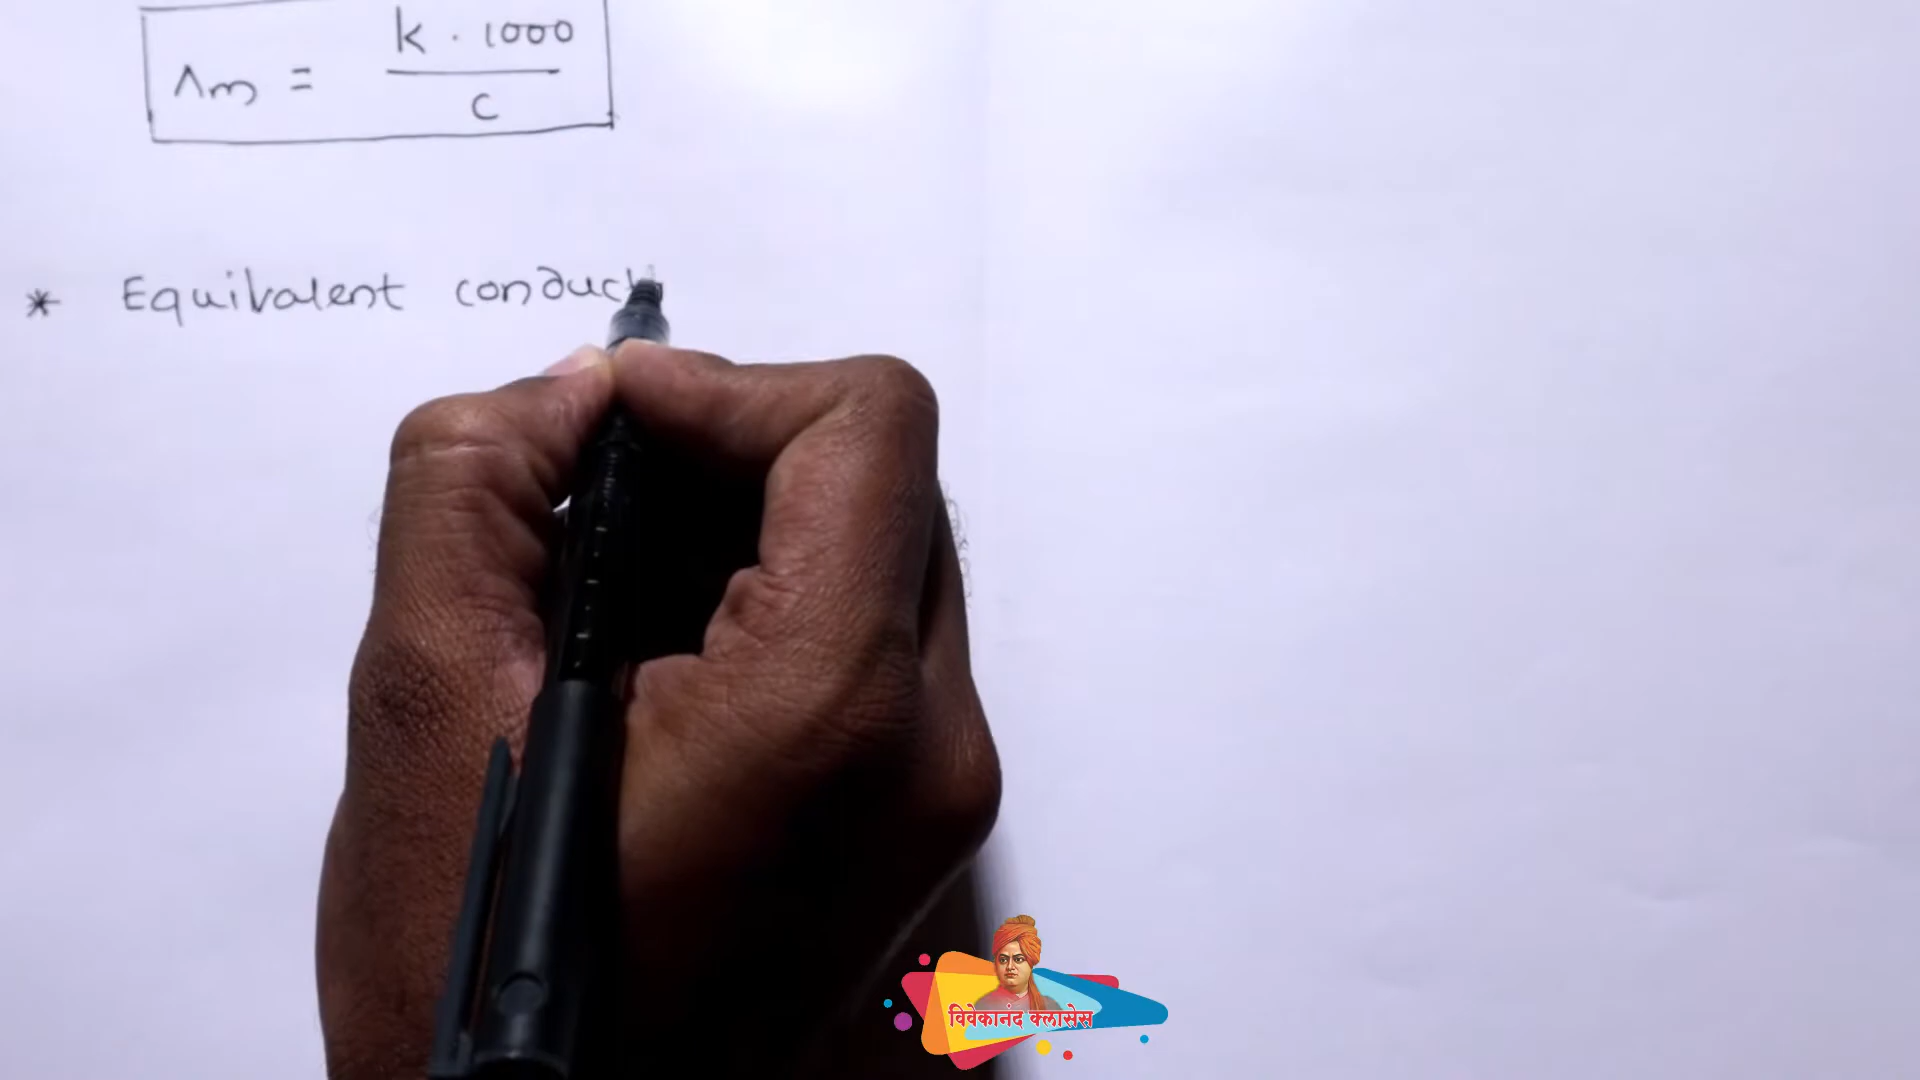 Λm = k · 1000 / c
* Equivalent conduct
विवेकानंद क्लासेस